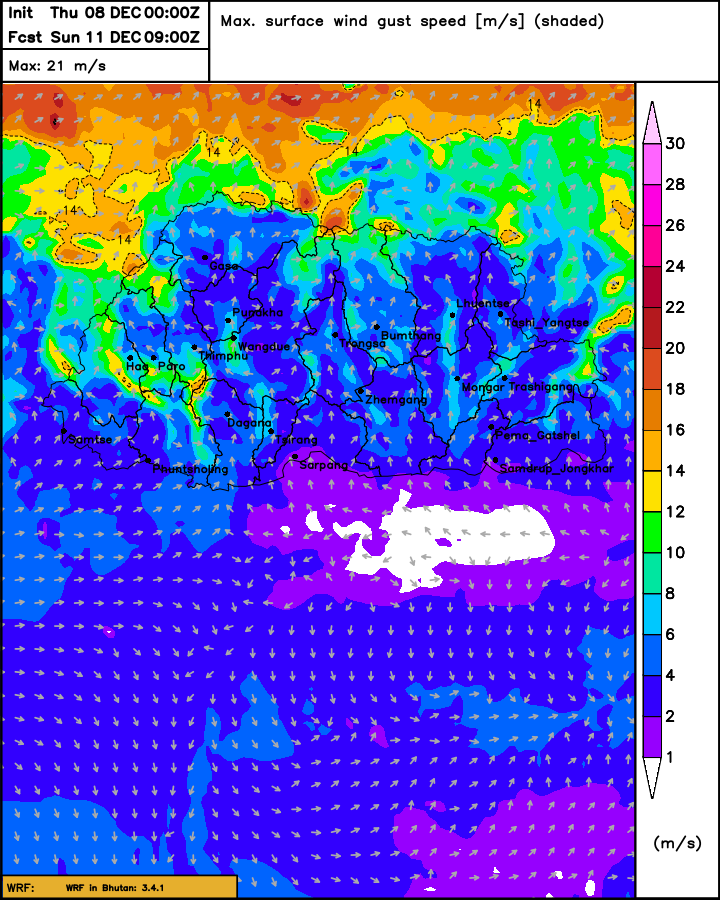 Init Thu 08 DEC 00:00Z
Fcst Sun 11 DEC 09:00Z
Max: 21 m/s
Max. surface wind gust speed [m/s] (shaded)
14
14
14
14
14
Gasa
Punakha
Wangdue
Thimphu
Haa
Paro
Lhuentse
Tashi_Yangtse
Bumthang
Trongsa
Mongar
Trashigang
Zhemgang
Dagana
Tsirang
Samtse
Phuntsholing
Sarpang
Pema_Gatshel
Samdrup_Jongkhar
30
28
26
24
22
20
18
16
14
12
10
8
6
4
2
1
(m/s)
WRF: WRF in Bhutan: 3.4.1